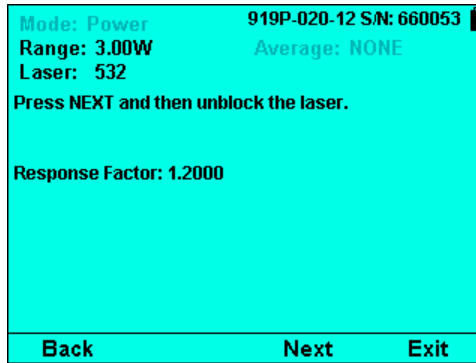 Mode: Power 919P-020-12 S/N: 660053
Range: 3.00W Average: NONE
Laser: 532
Press NEXT and then unblock the laser.
Response Factor: 1.2000
Back Next Exit